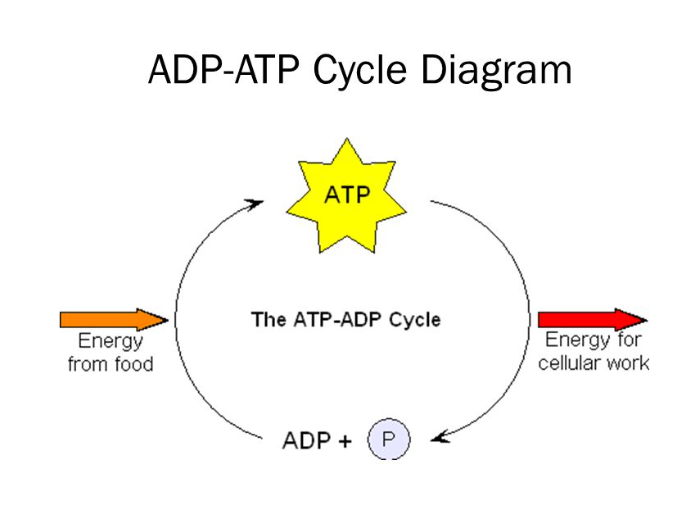 ADP-ATP Cycle Diagram
ATP
The ATP-ADP Cycle
Energy
from food
Energy for
cellular work
ADP + P